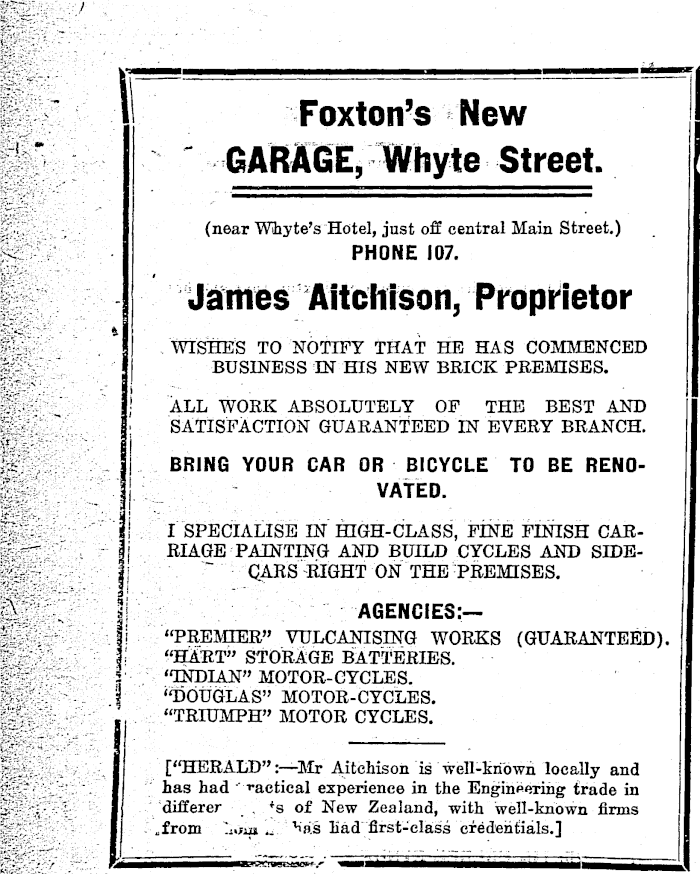 Foxton's New
GARAGE, Whyte Street.
(near Whyte's Hotel, just off central Main Street.)
PHONE 107.
James Aitchison, Proprietor
WISHES TO NOTIFY THAT HE HAS COMMENCED
BUSINESS IN HIS NEW BRICK PREMISES.
ALL WORK ABSOLUTELY OF THE BEST AND
SATISFACTION GUARANTEED IN EVERY BRANCH.
BRING YOUR CAR OR BICYCLE TO BE RENO-
VATED.
I SPECIALISE IN HIGH-CLASS, FINE FINISH CAR-
RIAGE PAINTING AND BUILD CYCLES AND SIDE-
CARS RIGHT ON THE PREMISES.
AGENCIES:—
"PREMIER" VULCANISING WORKS (GUARANTEED).
"HART" STORAGE BATTERIES.
"INDIAN" MOTOR-CYCLES.
"DOUGLAS" MOTOR-CYCLES.
"TRIUMPH" MOTOR CYCLES.
["HERALD":—Mr Aitchison is well-known locally and
has had experience in the Engineering trade in
of New Zealand, with well-known firms
from has had first-class credentials.]